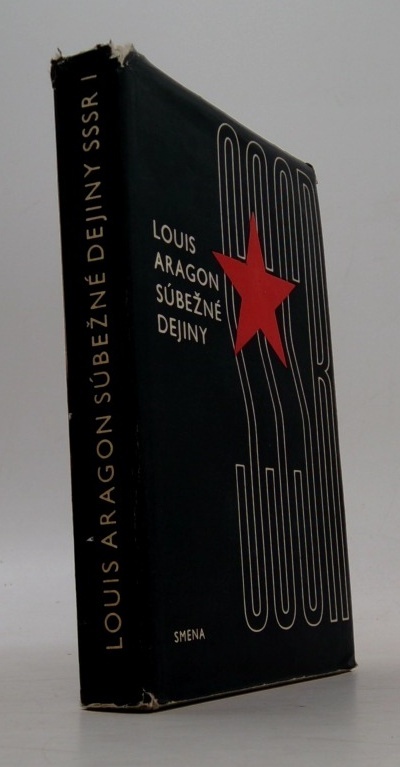 LOUIS ARAGON SÚBEŽNÉ DEJINY SSSR I
LOUIS
ARAGON
SÚBEŽNÉ
DEJINY
SSSR
SMENA